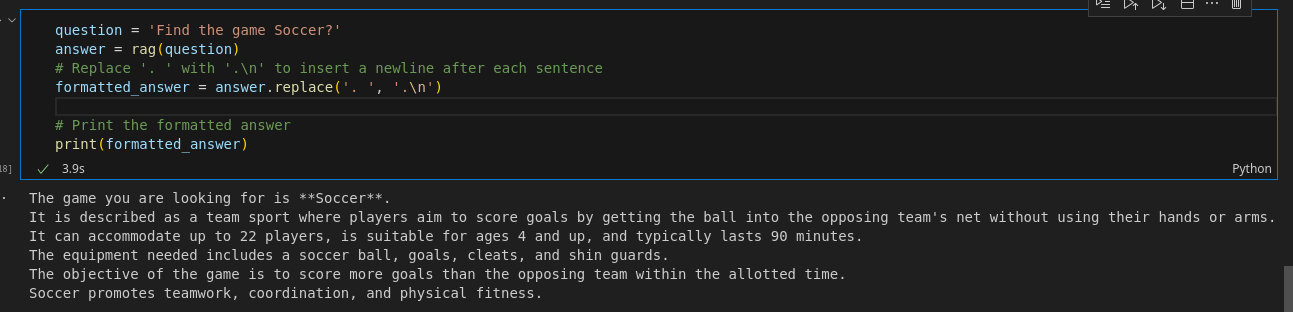 question = 'Find the game Soccer?'
answer = rag(question)
# Replace '. ' with '.\n' to insert a newline after each sentence
formatted_answer = answer.replace('. ', '.\n')
# Print the formatted answer
print(formatted_answer)
18]
3.9s
Python
The game you are looking for is **Soccer**.
It is described as a team sport where players aim to score goals by getting the ball into the opposing team's net without using their hands or arms.
It can accommodate up to 22 players, is suitable for ages 4 and up, and typically lasts 90 minutes.
The equipment needed includes a soccer ball, goals, cleats, and shin guards.
The objective of the game is to score more goals than the opposing team within the allotted time.
Soccer promotes teamwork, coordination, and physical fitness.